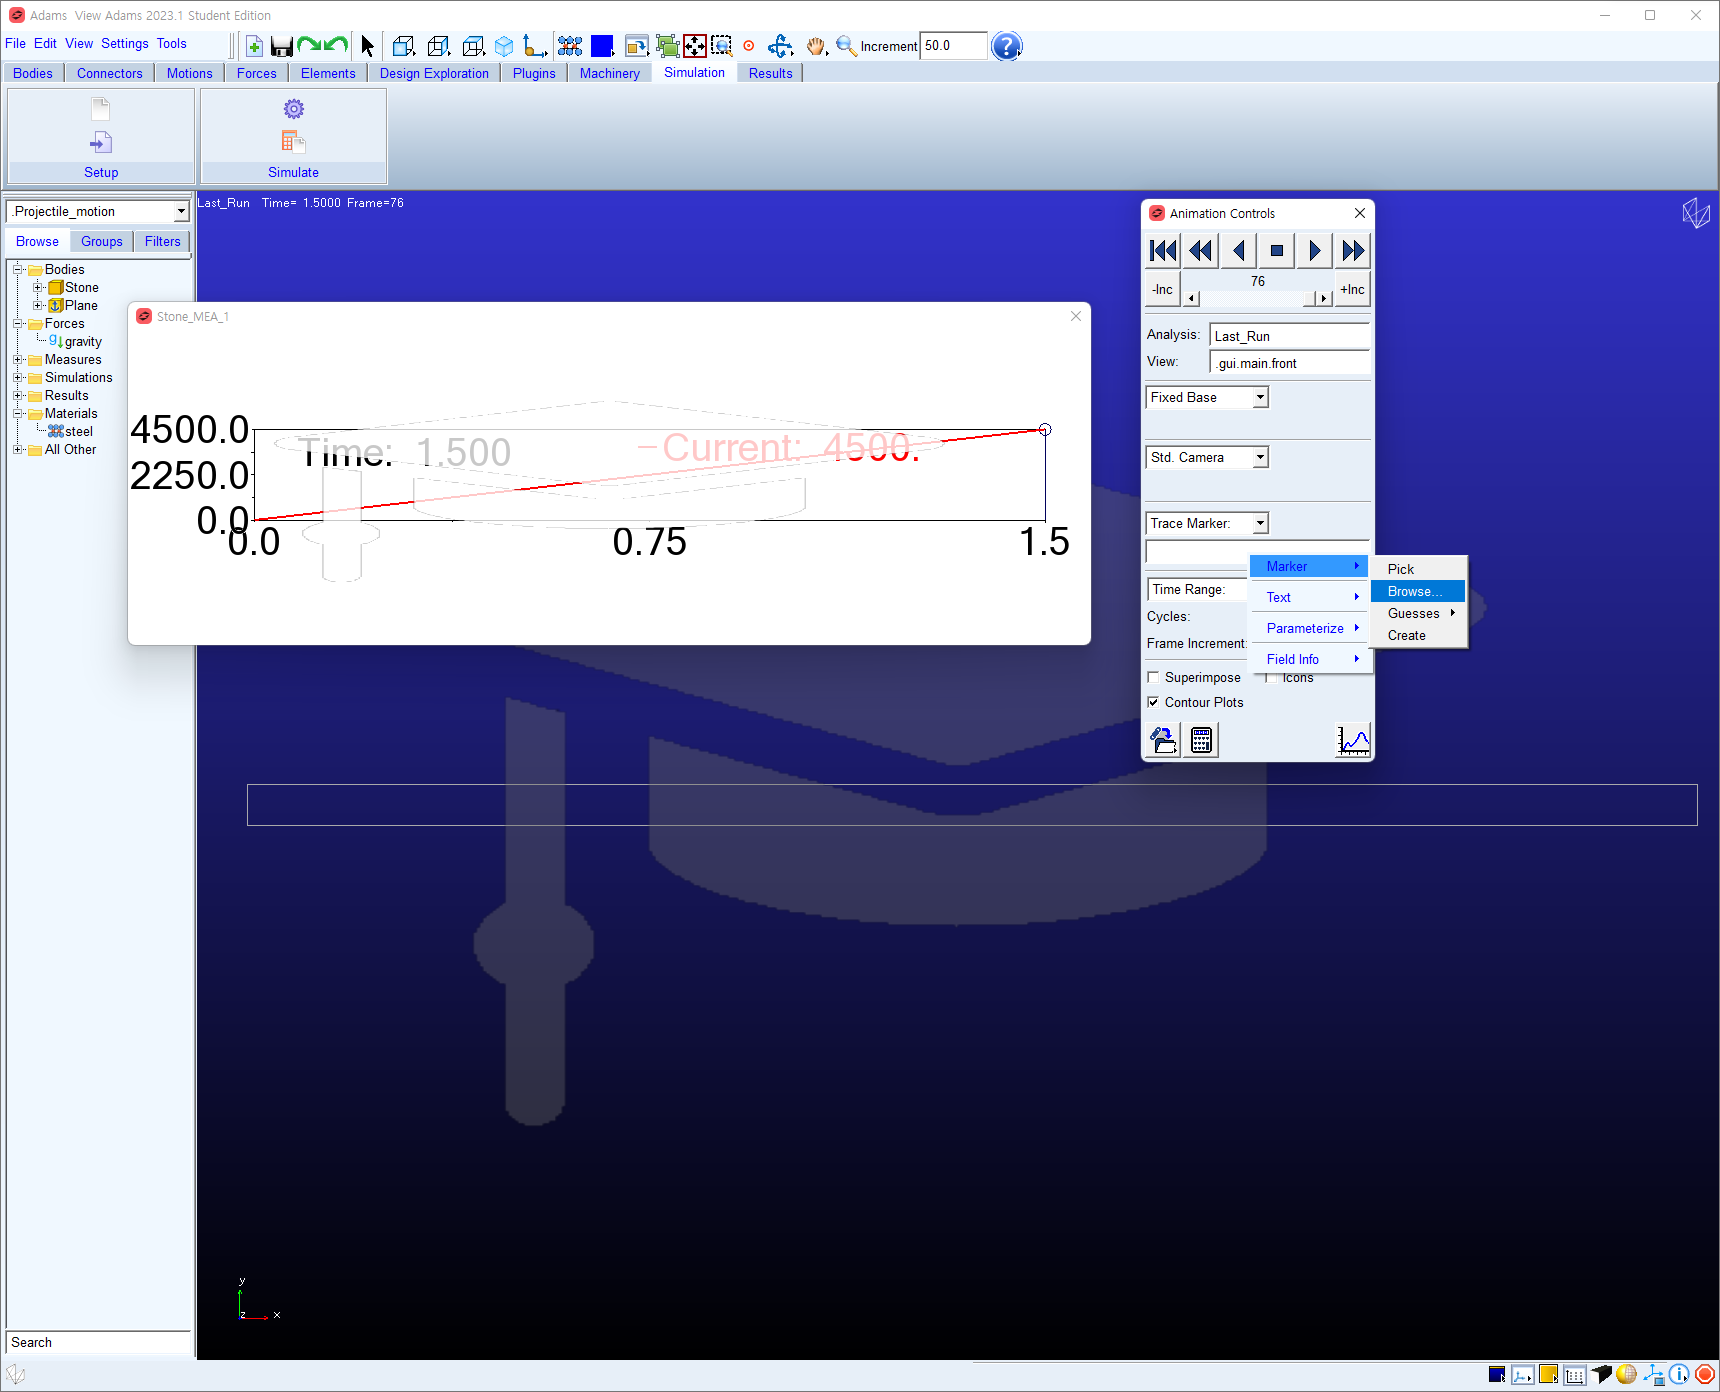 Adams View Adams 2023.1 Student Edition
File Edit View Settings Tools
Increment 50.0
Bodies Connectors Motions Forces Elements Design Exploration Plugins Machinery Simulation Results
Setup
Simulate
.Projectile_motion
Browse Groups Filters
Bodies
Stone
Plane
Forces
gravity
Measures
Simulations
Results
Materials
steel
All Other
Search
Last_Run Time= 1.5000 Frame=76
Stone_MEA_1
4500.0
2250.0
0.0
Time: 1.500
Current: 4500.
0.0 0.75 1.5
Animation Controls
-Inc
76
+Inc
Analysis: Last_Run
View: .gui.main.front
Fixed Base
Std. Camera
Trace Marker:
Time Range:
Cycles:
Frame Increment:
Superimpose
Icons
Contour Plots
Marker
Text
Parameterize
Field Info
Pick
Browse...
Guesses
Create
y
z
x